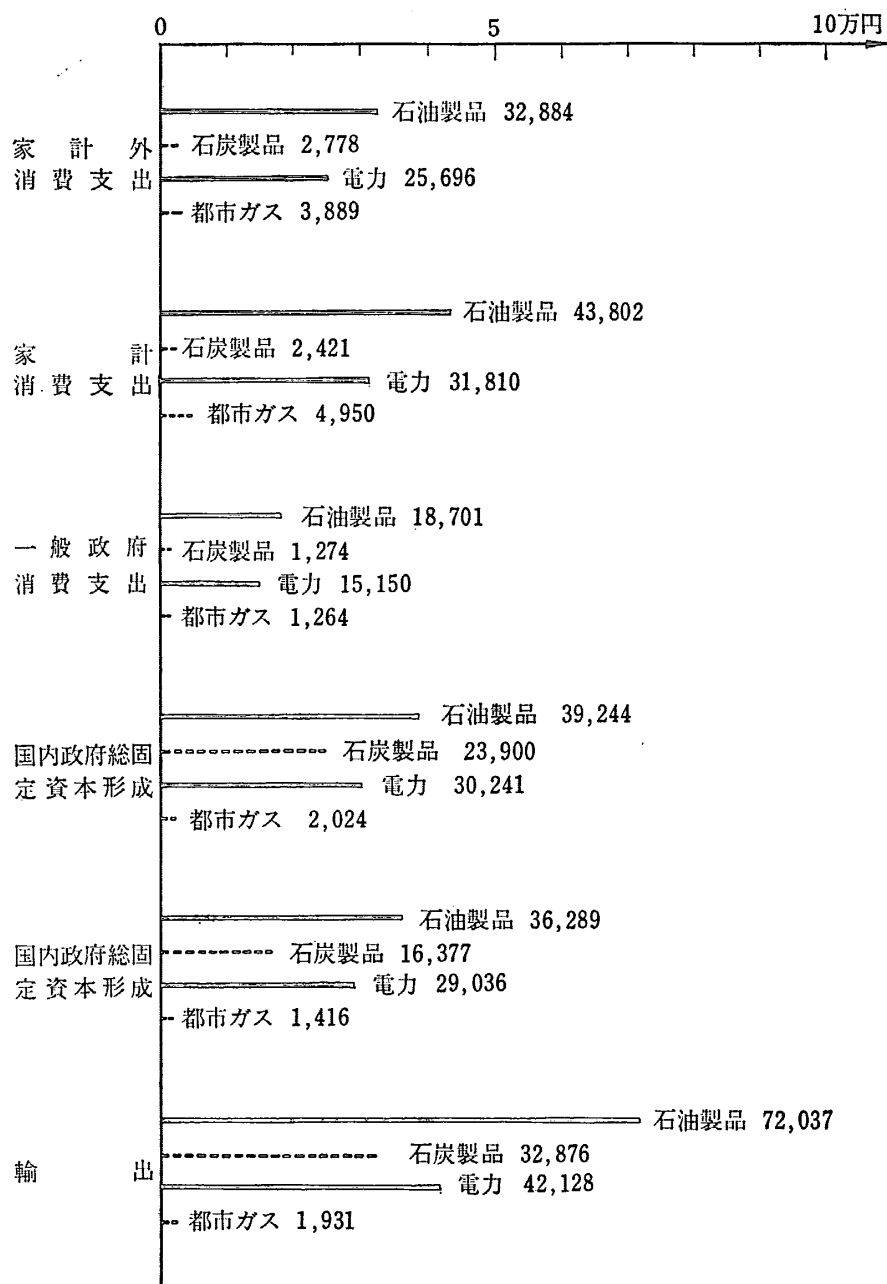 0 5 10万円
石油製品 32,884
家計外 石炭製品 2,778
消費支出 電力 25,696
都市ガス 3,889
石油製品 43,802
家計 石炭製品 2,421
消費支出 電力 31,810
都市ガス 4,950
石油製品 18,701
一般政府 石炭製品 1,274
消費支出 電力 15,150
都市ガス 1,264
石油製品 39,244
国内政府総固 石炭製品 23,900
定資本形成 電力 30,241
都市ガス 2,024
石油製品 36,289
国内政府総固 石炭製品 16,377
定資本形成 電力 29,036
都市ガス 1,416
石油製品 72,037
石炭製品 32,876
輸出 電力 42,128
都市ガス 1,931